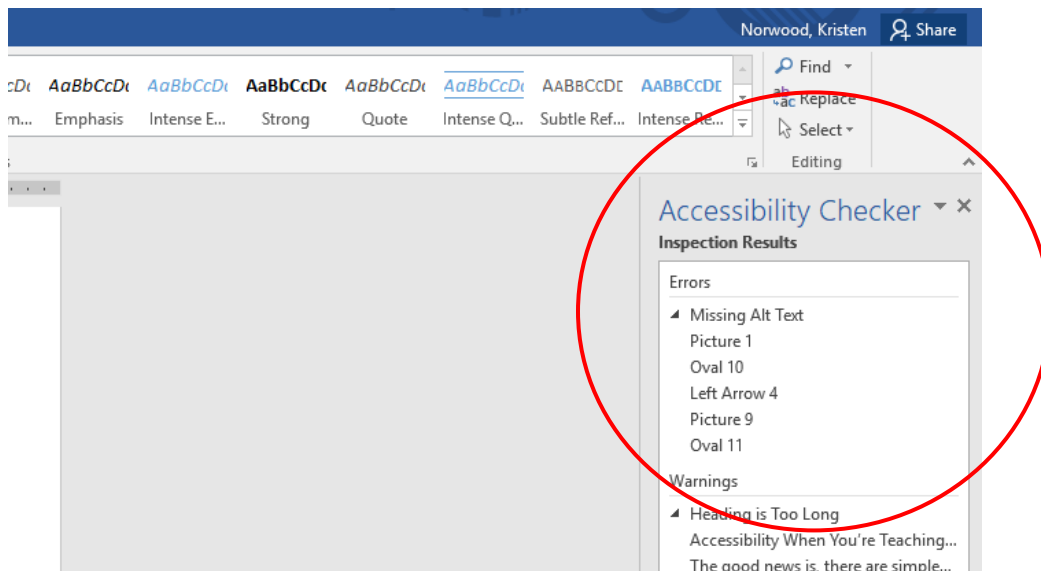 Norwood, Kristen Share
Find
AaBbCcDc AaBbCcDc AaBbCcDc AaBbCcDc AaBbCcDc AABBCCDD AABBCCDD
Replace
m... Emphasis Intense E... Strong Quote Intense Q... Subtle Ref... Intense Re...
Select
Editing
Accessibility Checker
Inspection Results
Errors
Missing Alt Text
Picture 1
Oval 10
Left Arrow 4
Picture 9
Oval 11
Warnings
Heading is Too Long
Accessibility When You're Teaching...
The good news is, there are simple...